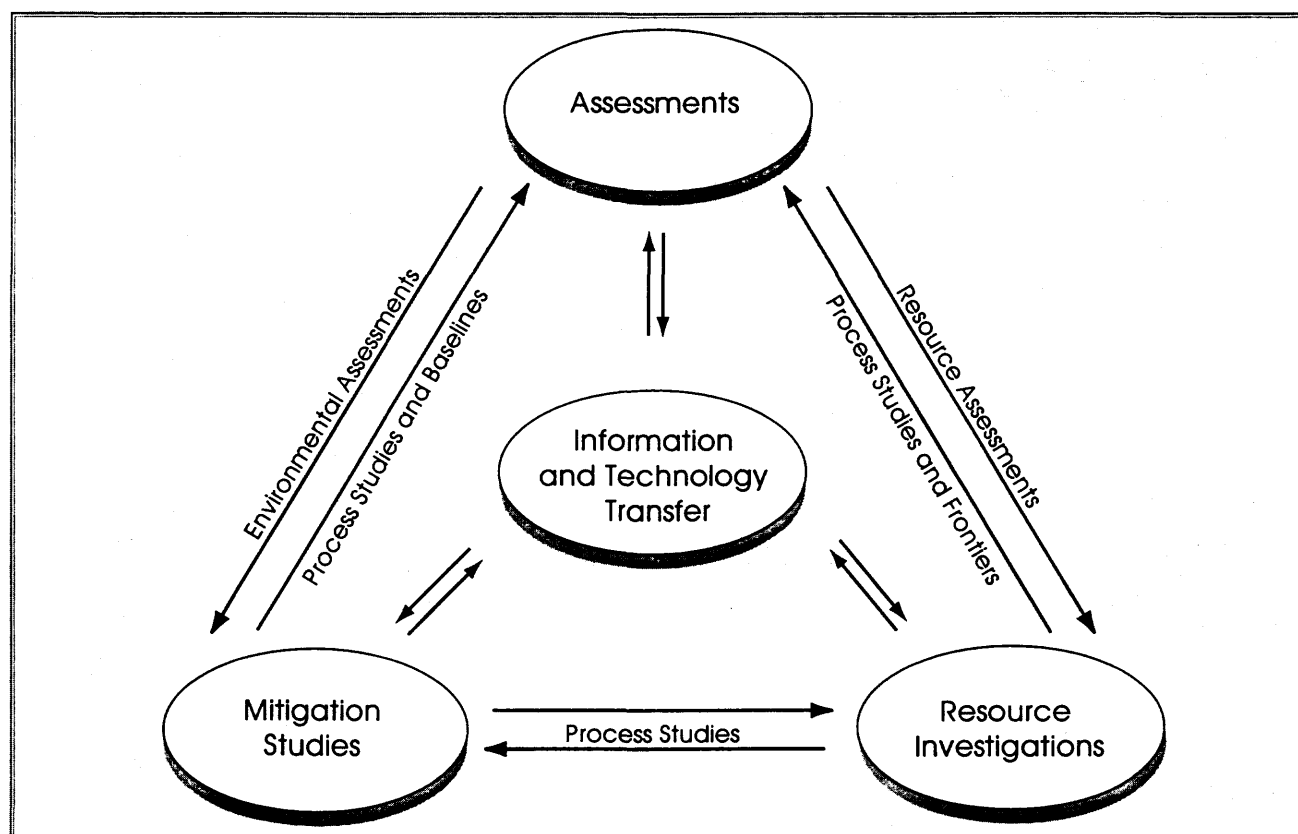 Assessments
Environmental Assessments
Process Studies and Baselines
Process Studies and Frontiers
Resource Assessments
Information
and Technology
Transfer
Mitigation
Studies
Process Studies
Resource
Investigations